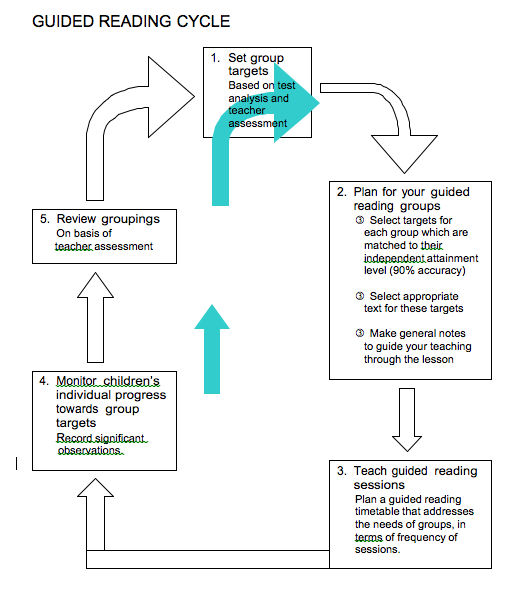 GUIDED READING CYCLE
1. Set group
targets
Based on test
analysis and
teacher
assessment
2. Plan for your guided
reading groups
③ Select targets for
each group which are
matched to their
independent attainment
level (90% accuracy)
③ Select appropriate
text for these targets
③ Make general notes
to guide your teaching
through the lesson
3. Teach guided reading
sessions
Plan a guided reading
timetable that addresses
the needs of groups, in
terms of frequency of
sessions.
4. Monitor children's
individual progress
towards group
targets
Record significant
observations.
5. Review groupings
On basis of
teacher assessment